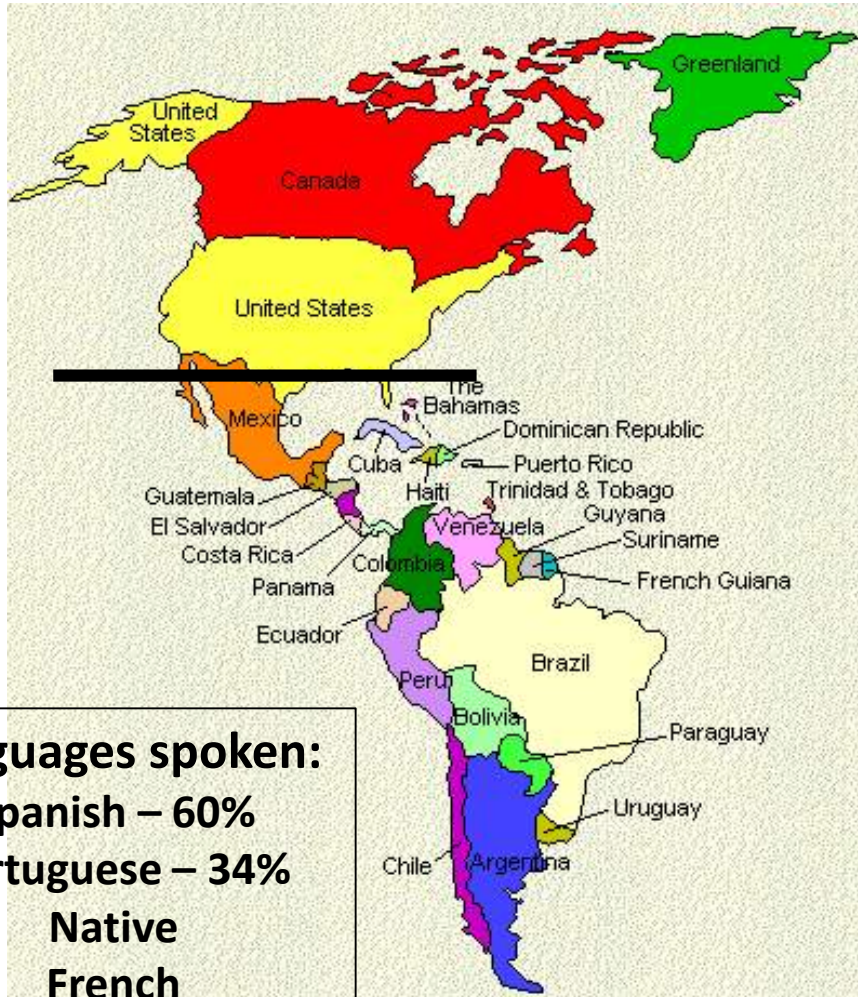 Greenland
United
States
Canada
United States
The
Bahamas
Mexico
Dominican Republic
Cuba
Puerto Rico
Haiti
Trinidad & Tobago
Guatemala
Guyana
El Salvador
Venezuela
Suriname
Costa Rica
Colombia
French Guiana
Panama
Ecuador
Brazil
Peru
Bolivia
Paraguay
Uruguay
Chile
Argentina
guages spoken:
panish – 60%
rtuguese – 34%
Native
French